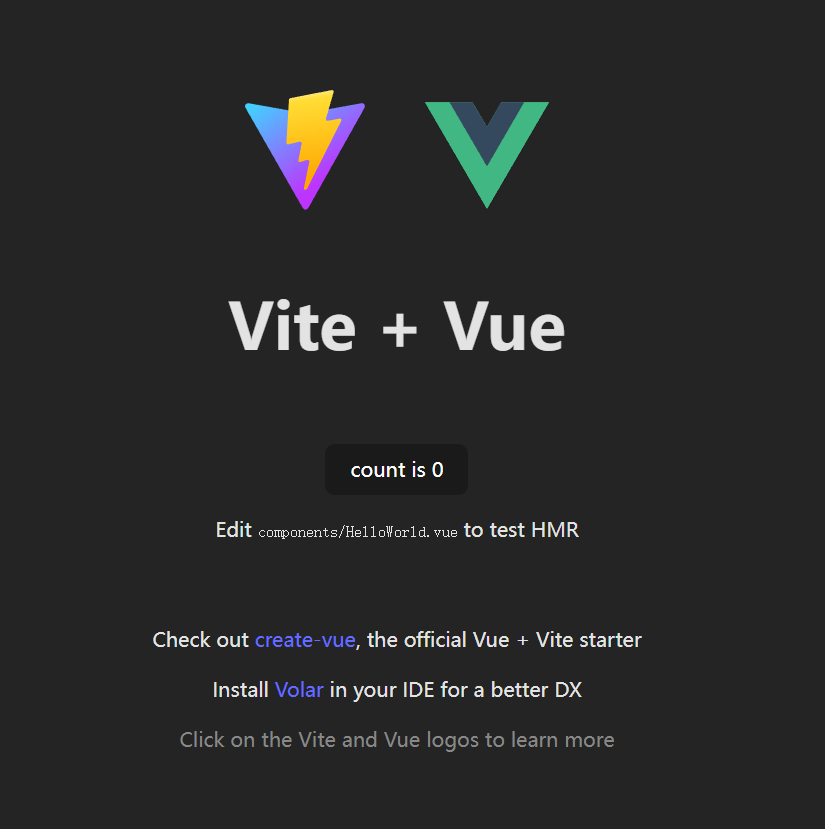 Vite + Vue
count is 0
Edit components/HelloWorld.vue to test HMR
Check out create-vue, the official Vue + Vite starter
Install Volar in your IDE for a better DX
Click on the Vite and Vue logos to learn more